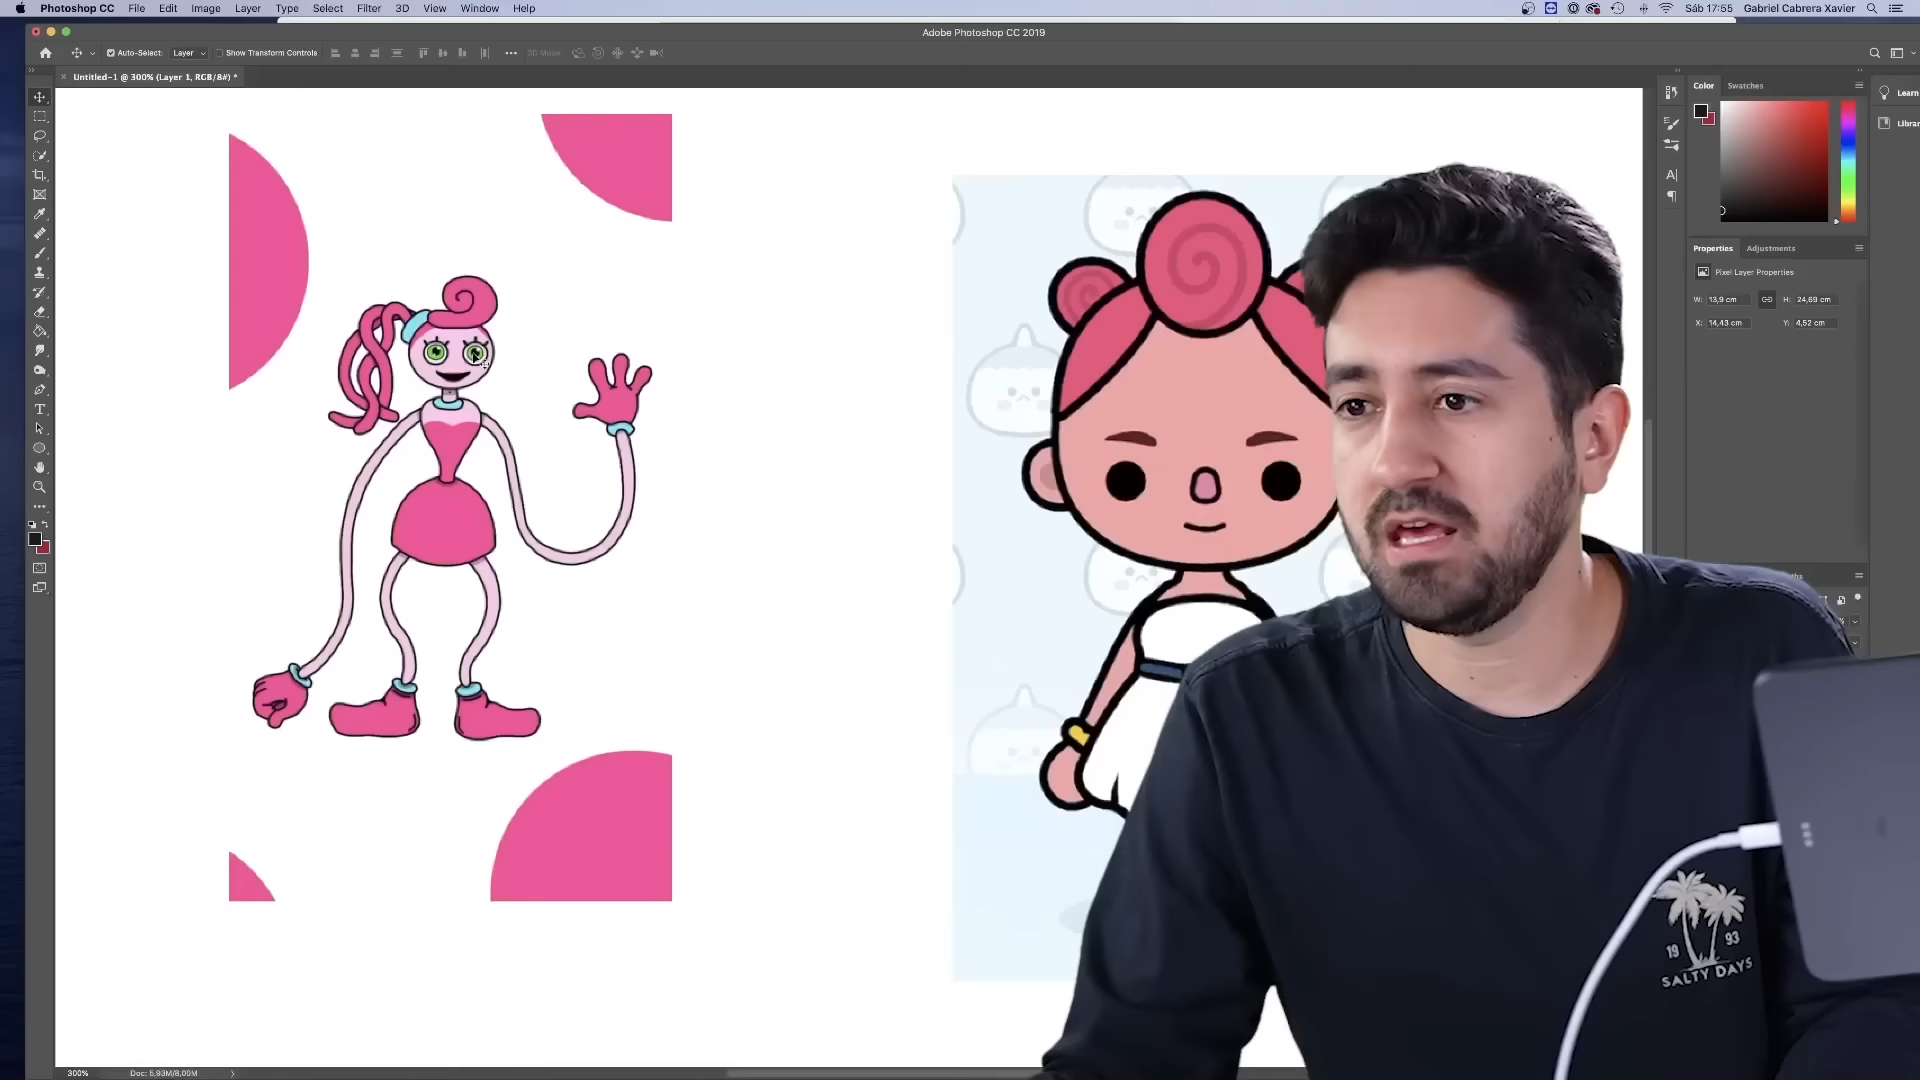 Photoshop CC File Edit Image Layer Type Select Filter 3D View Window Help Sáb 17:55 Gabriel Cabrera Xavier
Adobe Photoshop CC 2019
Auto-Select: Layer Show Transform Controls 3D Mode:
Untitled-1 @ 300% (Layer 1, RGB/8#) *
Color Swatches
Learn
Librar
Properties Adjustments
Pixel Layer Properties
W: 13,9 cm H: 24,69 cm
X: 14,43 cm Y: 4,52 cm
19 93
SALTY DAYS
300% Doc: 5,93M/8,00M